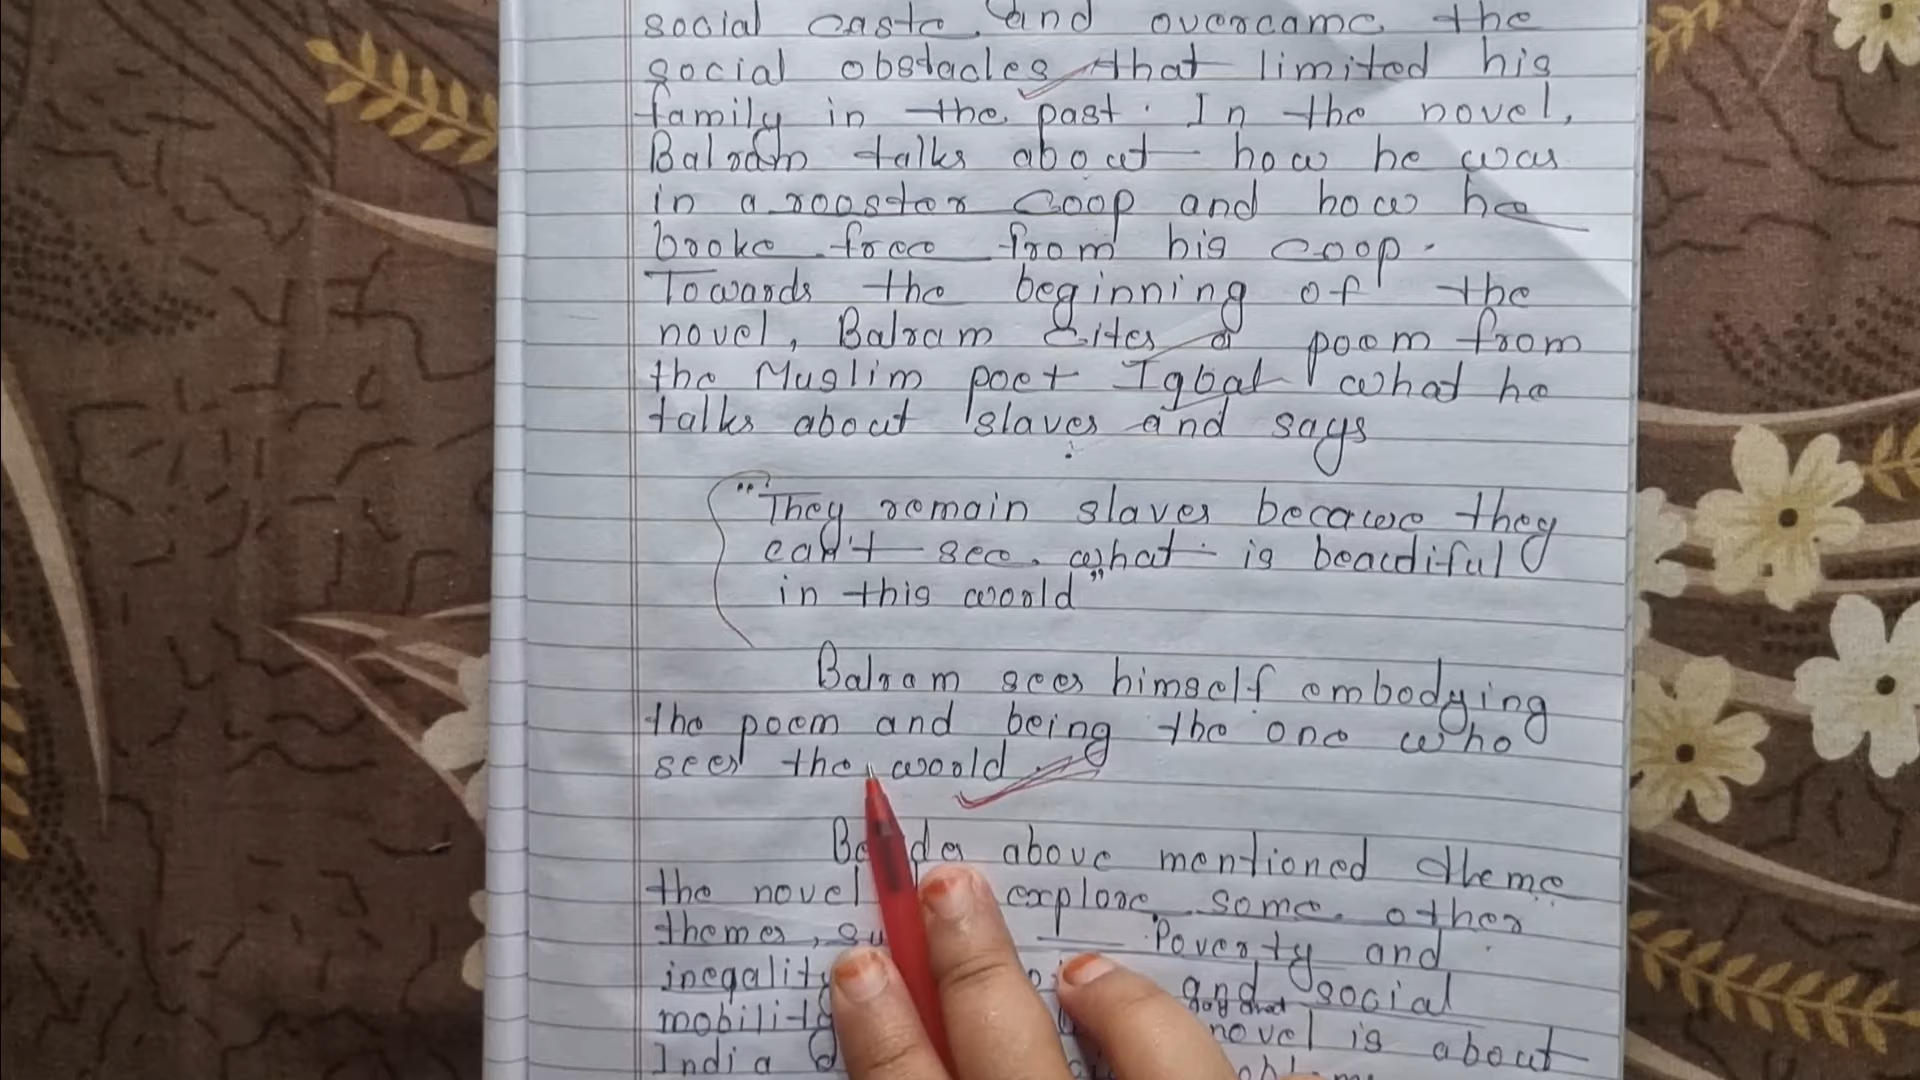 social caste and overcame the
social obstacles that limited his
family in the past. In the novel,
Balram talks about how he was
in a rooster coop and how he
broke free from his coop.
Towards the beginning of the
novel, Balram cites a poem from
the Muslim poet Iqbal what he
talks about slaves and says
"They remain slaves because they
can't see what is beautiful
in this world"
Balram sees himself embodying
the poem and being the one who
sees the world.
above mentioned theme
the novel explore some other
themes, Poverty and
inegality and social
mobility say that
novel is about
India